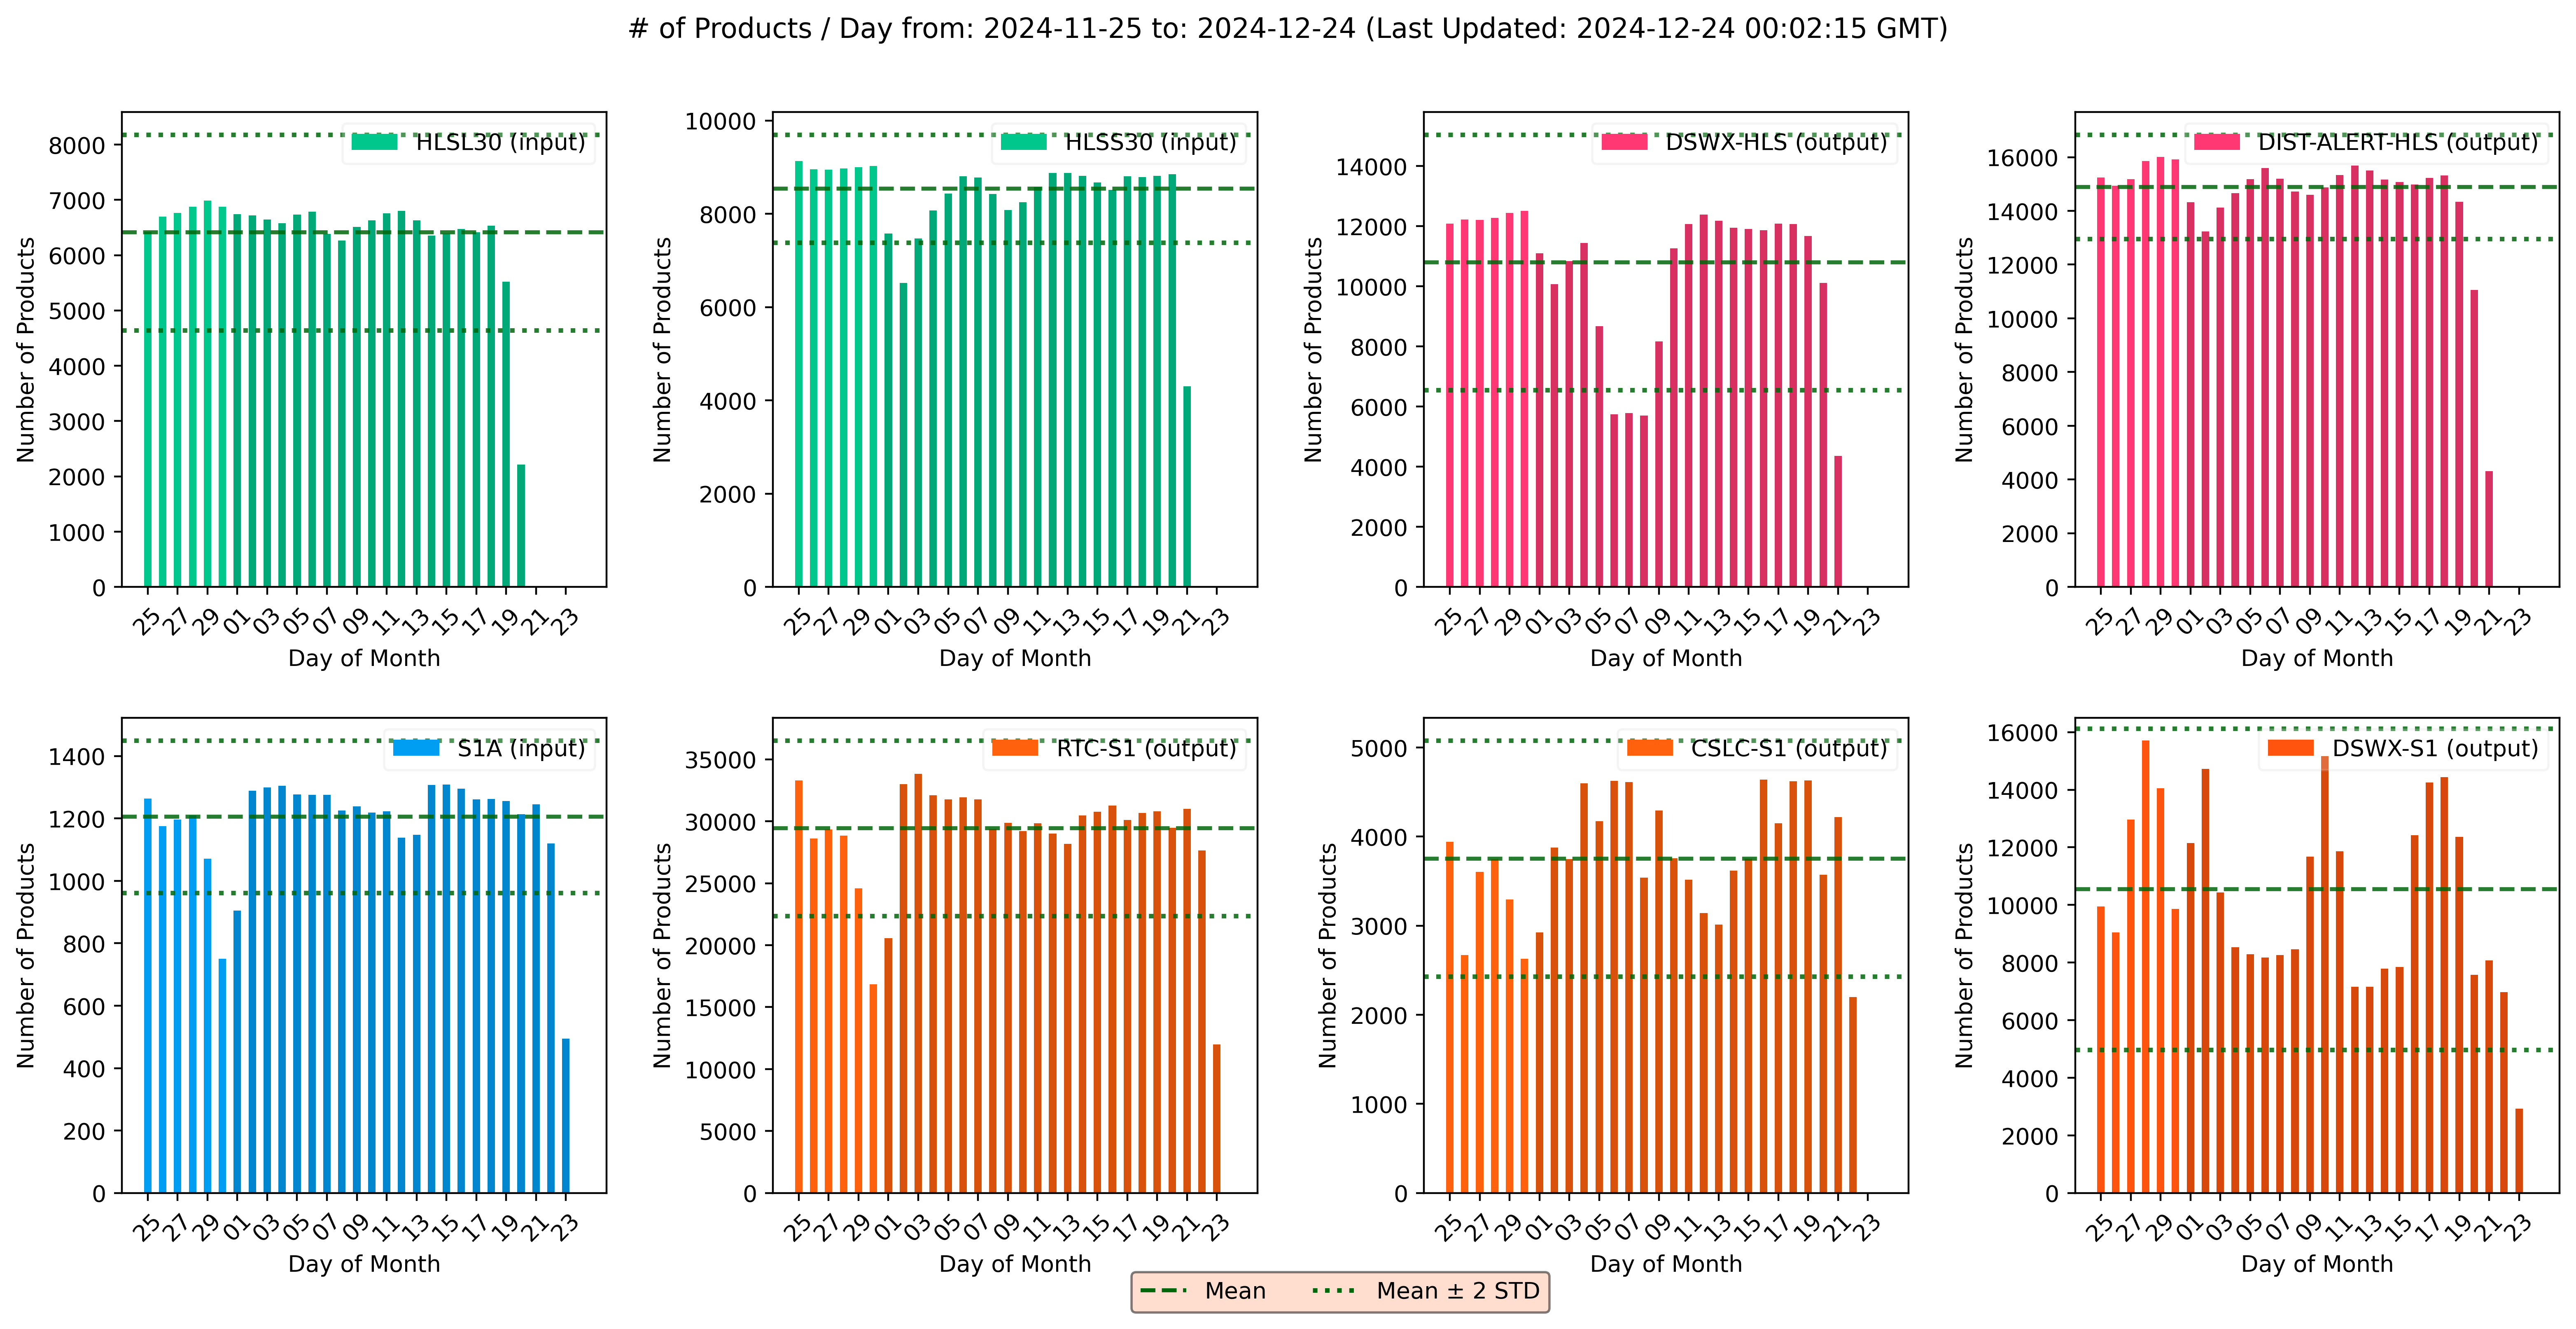 # of Products / Day from: 2024-11-25 to: 2024-12-24 (Last Updated: 2024-12-24 00:02:15 GMT)
HLSL30 (input)
Number of Products
8000
7000
6000
5000
4000
3000
2000
1000
0
25 27 29 01 03 05 07 09 11 13 15 17 19 21 23
Day of Month
HLSS30 (input)
Number of Products
10000
8000
6000
4000
2000
0
25 27 29 01 03 05 07 09 11 13 15 17 19 21 23
Day of Month
DSWX-HLS (output)
Number of Products
14000
12000
10000
8000
6000
4000
2000
0
25 27 29 01 03 05 07 09 11 13 15 17 19 21 23
Day of Month
DIST-ALERT-HLS (output)
Number of Products
16000
14000
12000
10000
8000
6000
4000
2000
0
25 27 29 01 03 05 07 09 11 13 15 17 19 21 23
Day of Month
S1A (input)
Number of Products
1400
1200
1000
800
600
400
200
0
25 27 29 01 03 05 07 09 11 13 15 17 19 21 23
Day of Month
RTC-S1 (output)
Number of Products
35000
30000
25000
20000
15000
10000
5000
0
25 27 29 01 03 05 07 09 11 13 15 17 19 21 23
Day of Month
CSLC-S1 (output)
Number of Products
5000
4000
3000
2000
1000
0
25 27 29 01 03 05 07 09 11 13 15 17 19 21 23
Day of Month
DSWX-S1 (output)
Number of Products
16000
14000
12000
10000
8000
6000
4000
2000
0
25 27 29 01 03 05 07 09 11 13 15 17 19 21 23
Day of Month
Mean
Mean ± 2 STD